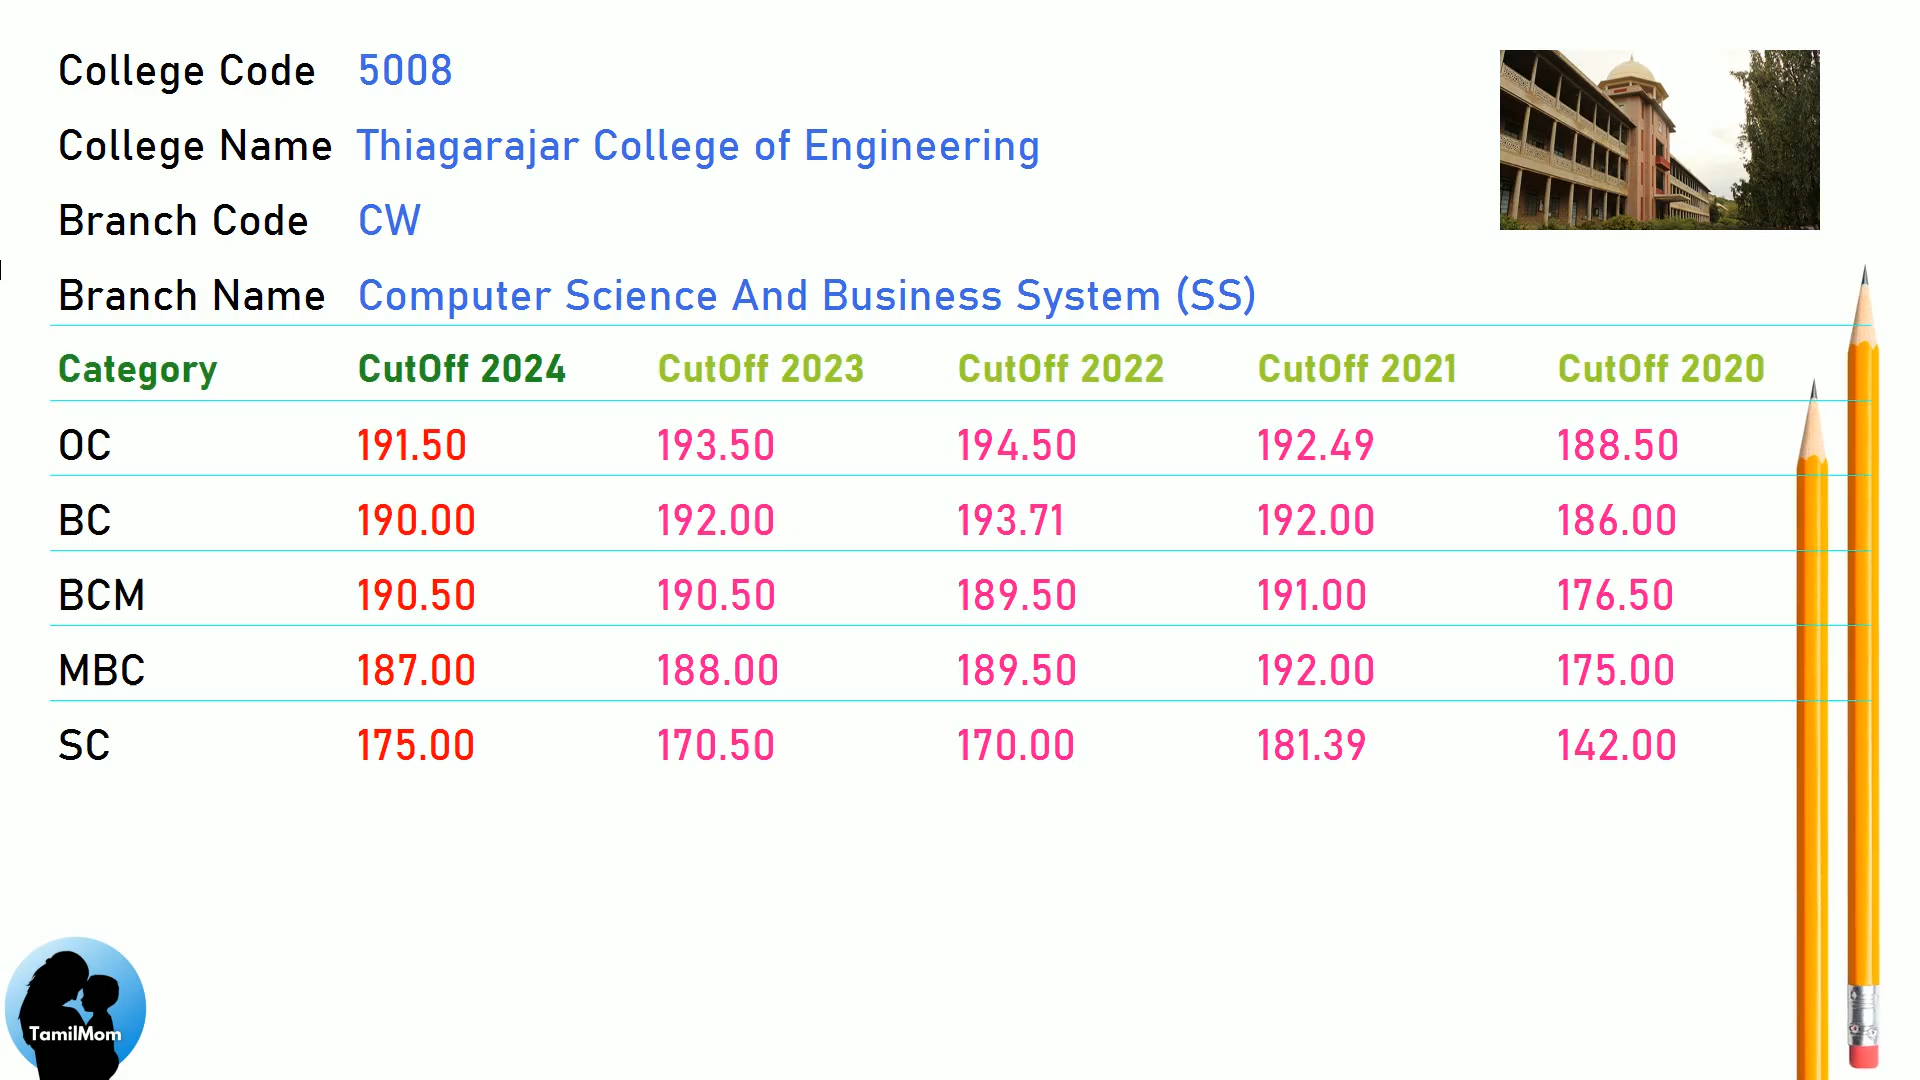 College Code 5008
College Name Thiagarajar College of Engineering
Branch Code CW
Branch Name Computer Science And Business System (SS)
Category CutOff 2024 CutOff 2023 CutOff 2022 CutOff 2021 CutOff 2020
OC 191.50 193.50 194.50 192.49 188.50
BC 190.00 192.00 193.71 192.00 186.00
BCM 190.50 190.50 189.50 191.00 176.50
MBC 187.00 188.00 189.50 192.00 175.00
SC 175.00 170.50 170.00 181.39 142.00
TamilMom